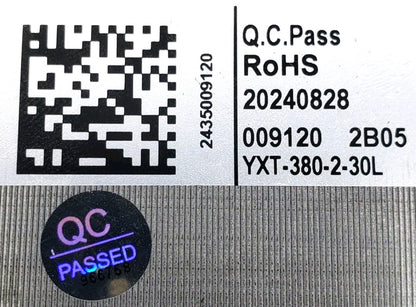 2435009120
Q.C.Pass
RoHS
20240828
009120 2B05
YXT-380-2-30L
QC
PASSED